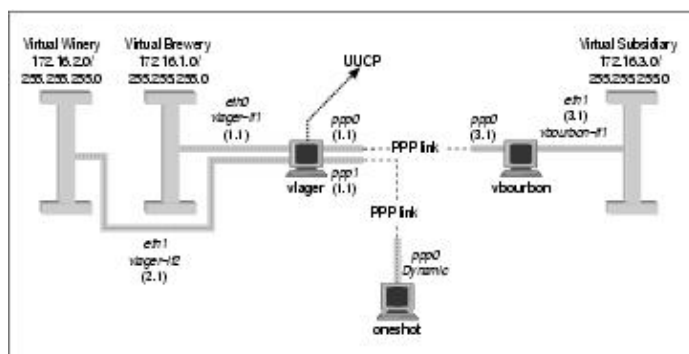 Virtual Winery
172.16.2.0/
255.255.255.0
Virtual Brewery
172.16.1.0/
255.255.255.0
UUCP
Virtual Subsidiary
172.16.3.0/
255.255.255.0
eth0
vlager-if1
(1.1)
ppp0
(1.1)
PPP link
ppp0
(3.1)
eth1
(3.1)
vbourbon-if1
vlager
ppp1
(1.1)
vbourbon
PPP link
eth1
vlager-if2
(2.1)
ppp0
Dynamic
oneshot